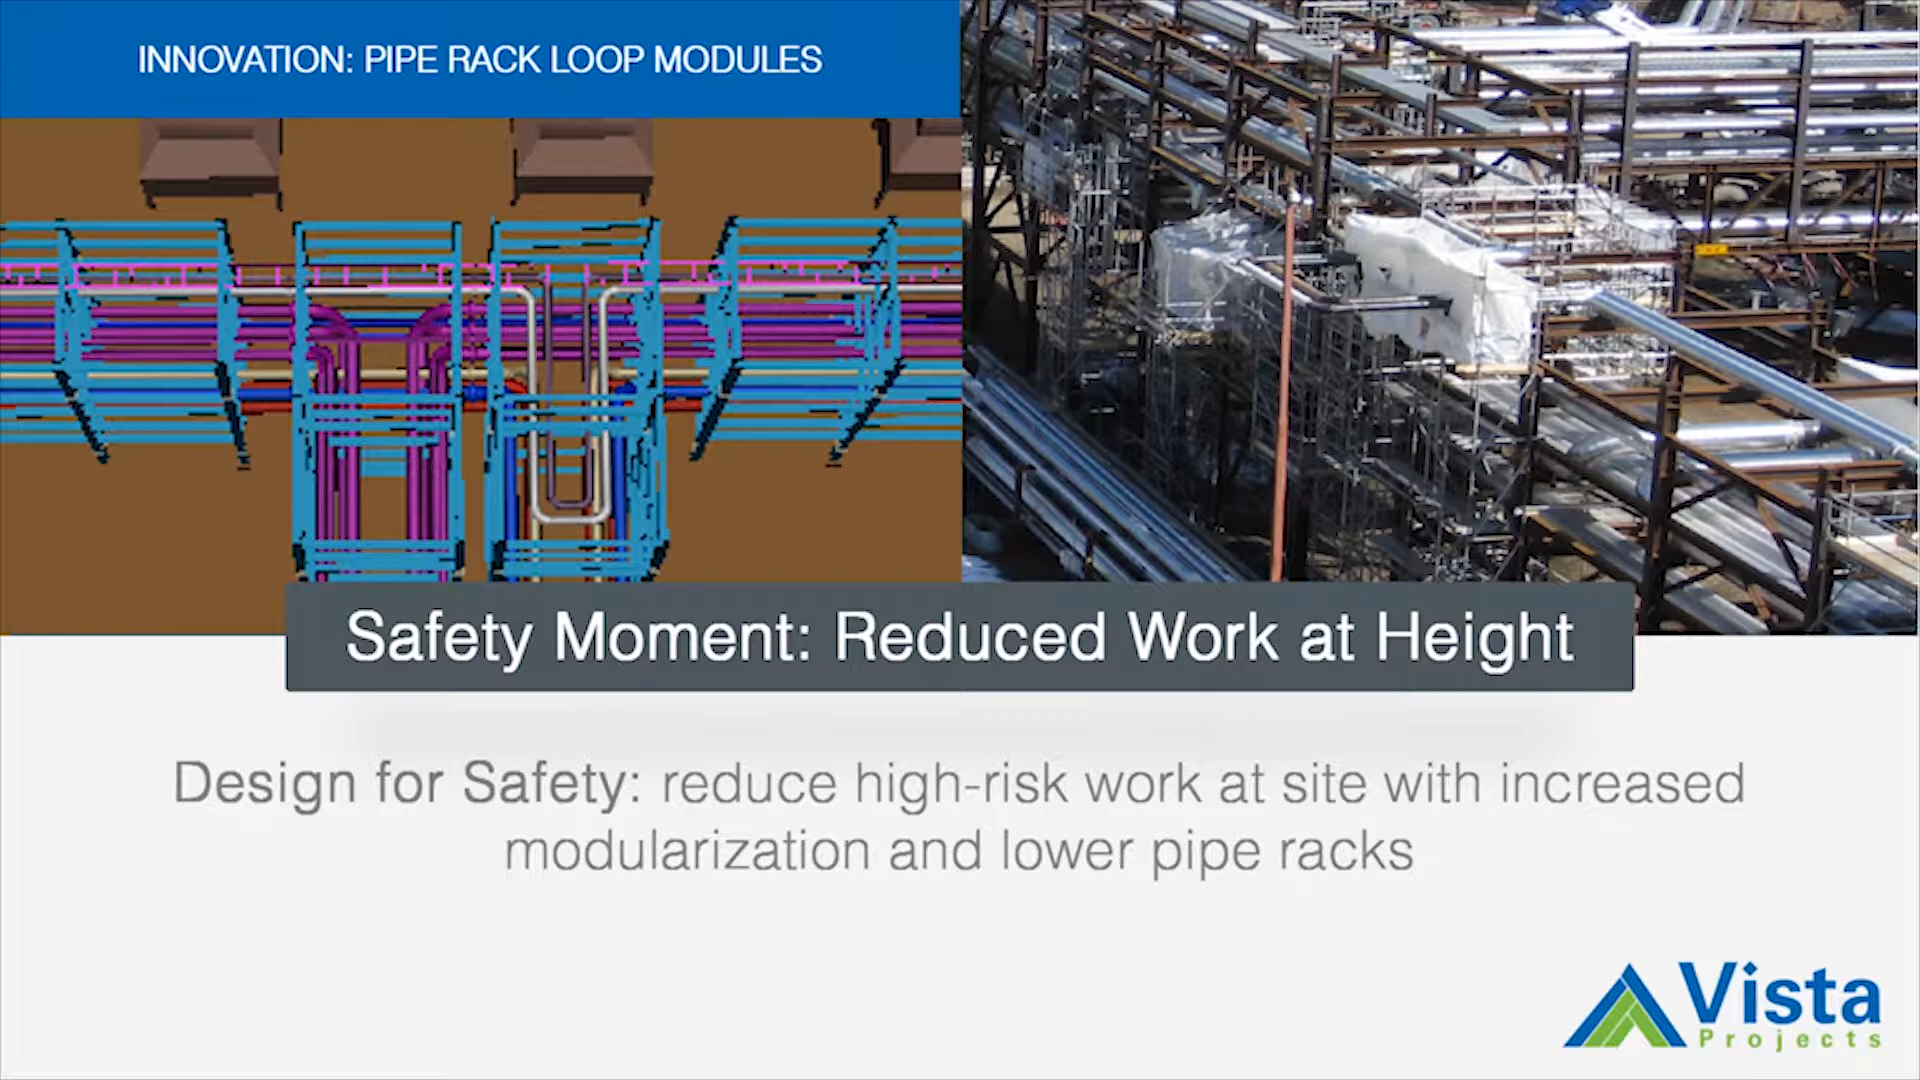 INNOVATION: PIPE RACK LOOP MODULES
Safety Moment: Reduced Work at Height
Design for Safety: reduce high-risk work at site with increased
modularization and lower pipe racks
Vista
Projects